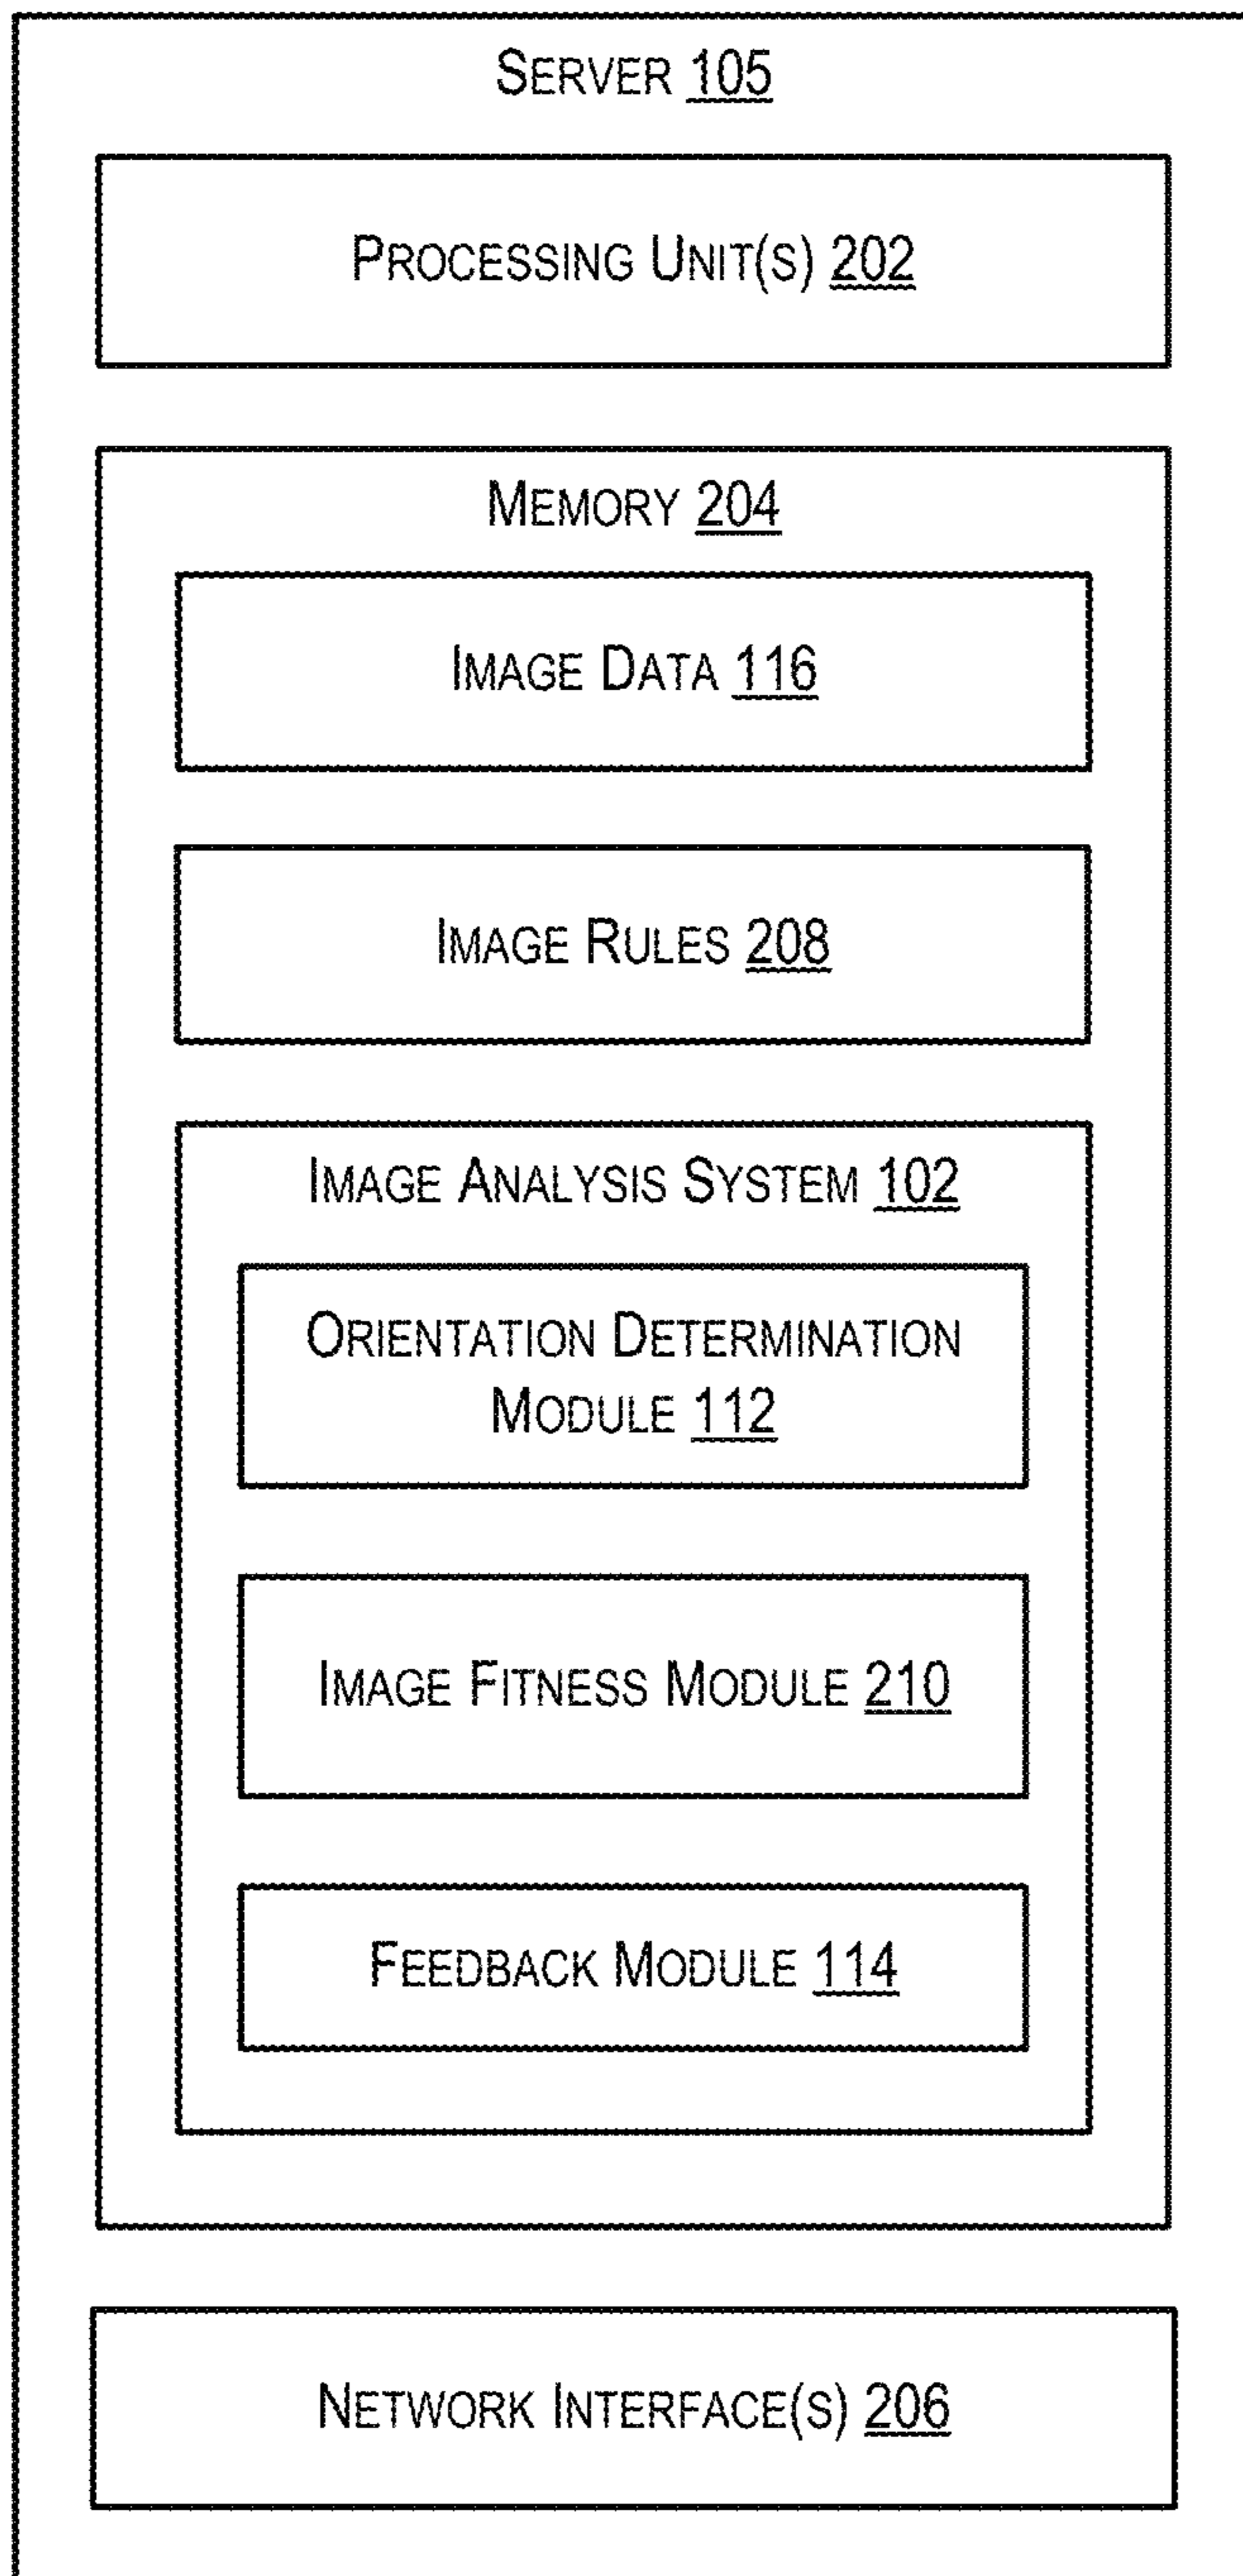 SERVER 105
PROCESSING UNIT(S) 202
MEMORY 204
IMAGE DATA 116
IMAGE RULES 208
IMAGE ANALYSIS SYSTEM 102
ORIENTATION DETERMINATION
MODULE 112
IMAGE FITNESS MODULE 210
FEEDBACK MODULE 114
NETWORK INTERFACE(S) 206